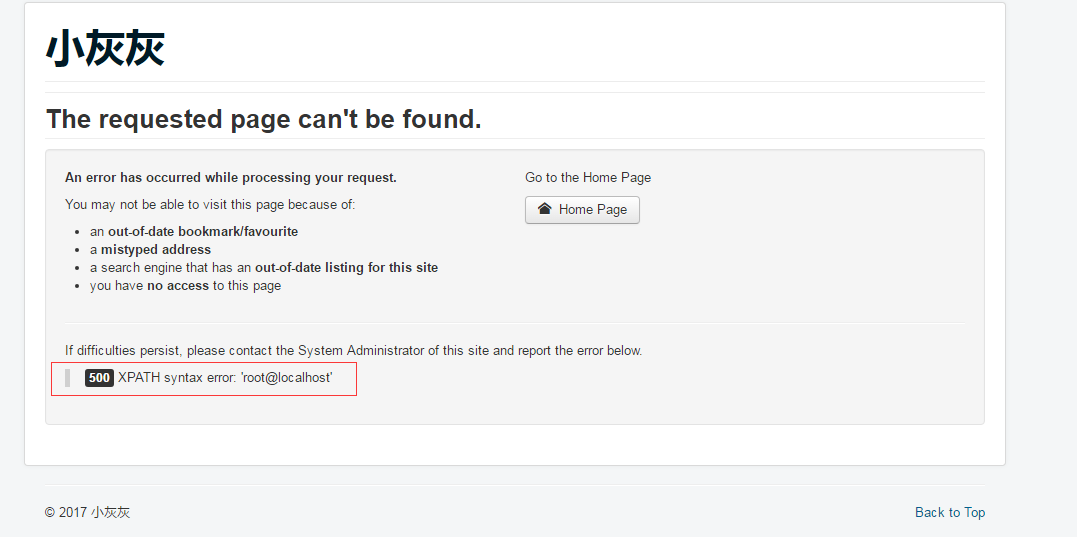 小灰灰
The requested page can't be found.
An error has occurred while processing your request.
Go to the Home Page
You may not be able to visit this page because of:
Home Page
an out-of-date bookmark/favourite
a mistyped address
a search engine that has an out-of-date listing for this site
you have no access to this page
If difficulties persist, please contact the System Administrator of this site and report the error below.
500 XPATH syntax error: 'root@localhost'
© 2017 小灰灰
Back to Top